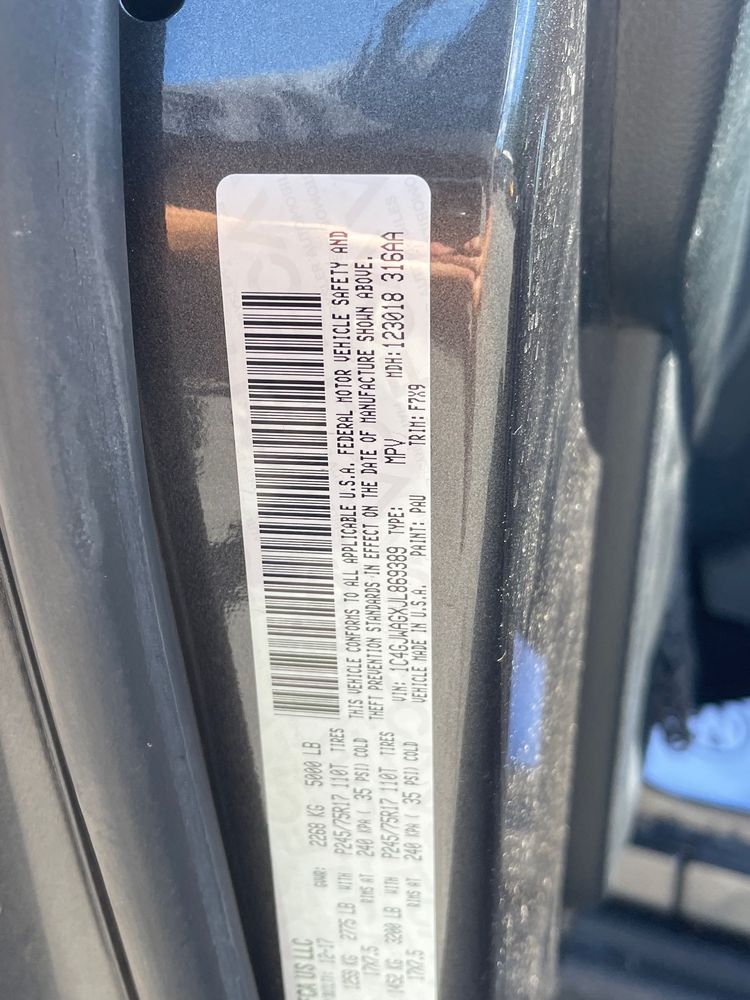 FCA US LLC
12-17 GVWR: 2268 KG 5000 LB
1259 KG 2775 LB WITH P245/75R17 110T TIRES
17X7.5 RIMS AT 240 KPA ( 35 PSI) COLD
1452 KG 3200 LB WITH P245/75R17 110T TIRES
17X7.5 RIMS AT 240 KPA ( 35 PSI) COLD
THIS VEHICLE CONFORMS TO ALL APPLICABLE U.S.A. FEDERAL MOTOR VEHICLE SAFETY AND
THEFT PREVENTION STANDARDS IN EFFECT ON THE DATE OF MANUFACTURE SHOWN ABOVE.
VIN: 1C4GJWAGXJL869389 TYPE: MPV MDH:123018 316AA
VEHICLE MADE IN U.S.A. PAINT: PAU TRIM: F7X9